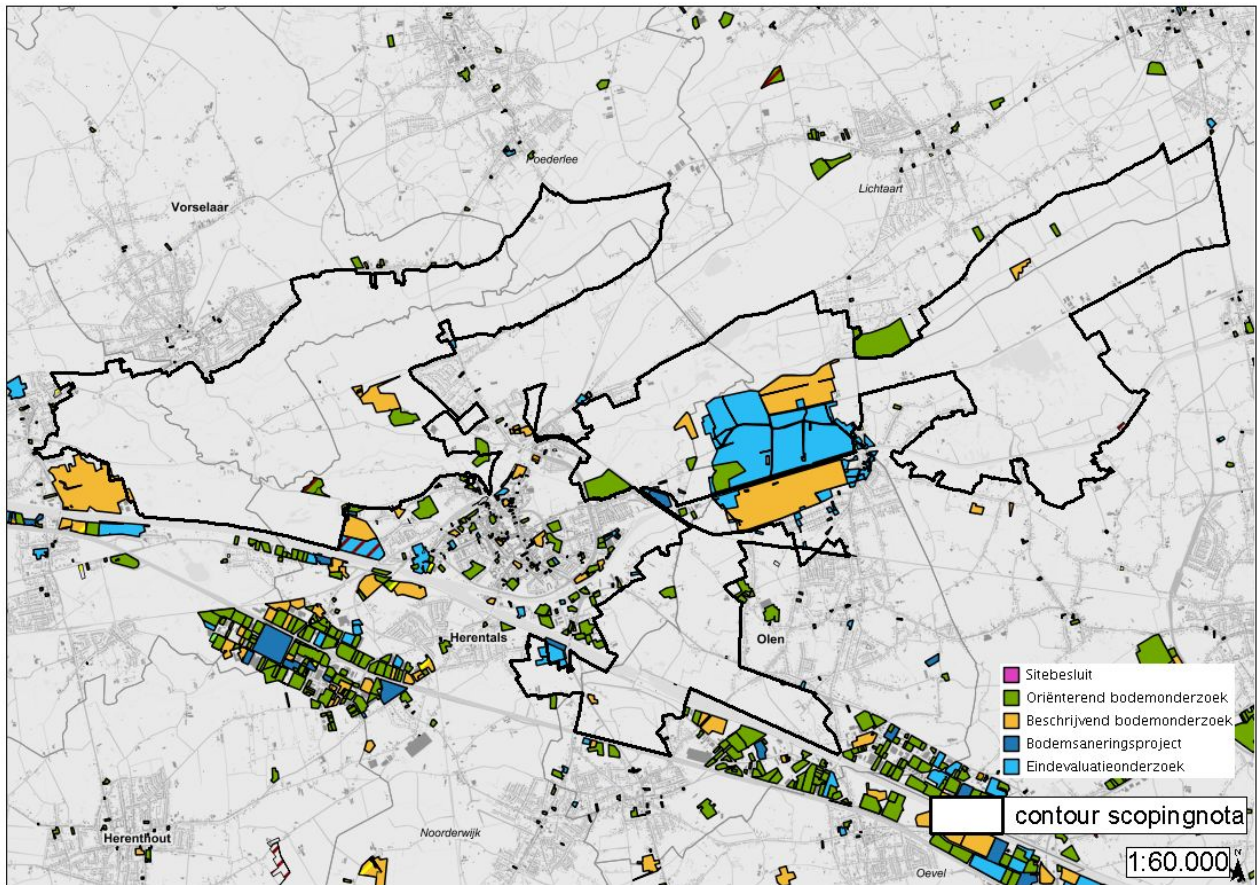 Poederlee
Vorselaar
Lichtaart
Herentals
Olen
Sitebesluit
Oriënterend bodemonderzoek
Beschrijvend bodemonderzoek
Bodemsaneringsproject
Eindevaluatieonderzoek
contour scopingnota
Herenthout
Noorderwijk
1:60.000
N
Oevel